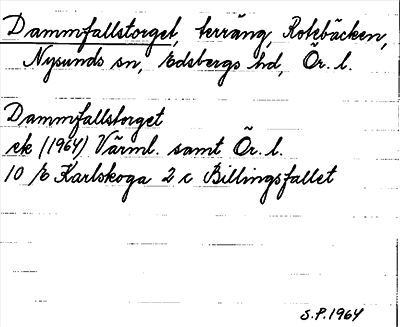 Dammfallstorget, terräng, Rotebäcken,
Nysunds sn, Edsbergs hd, Ör. l.
Dammfallstorget
ek (1964) Värml. samt Ör. l.
10 E Karlskoga 2 c Billingsfallet
S.P. 1964